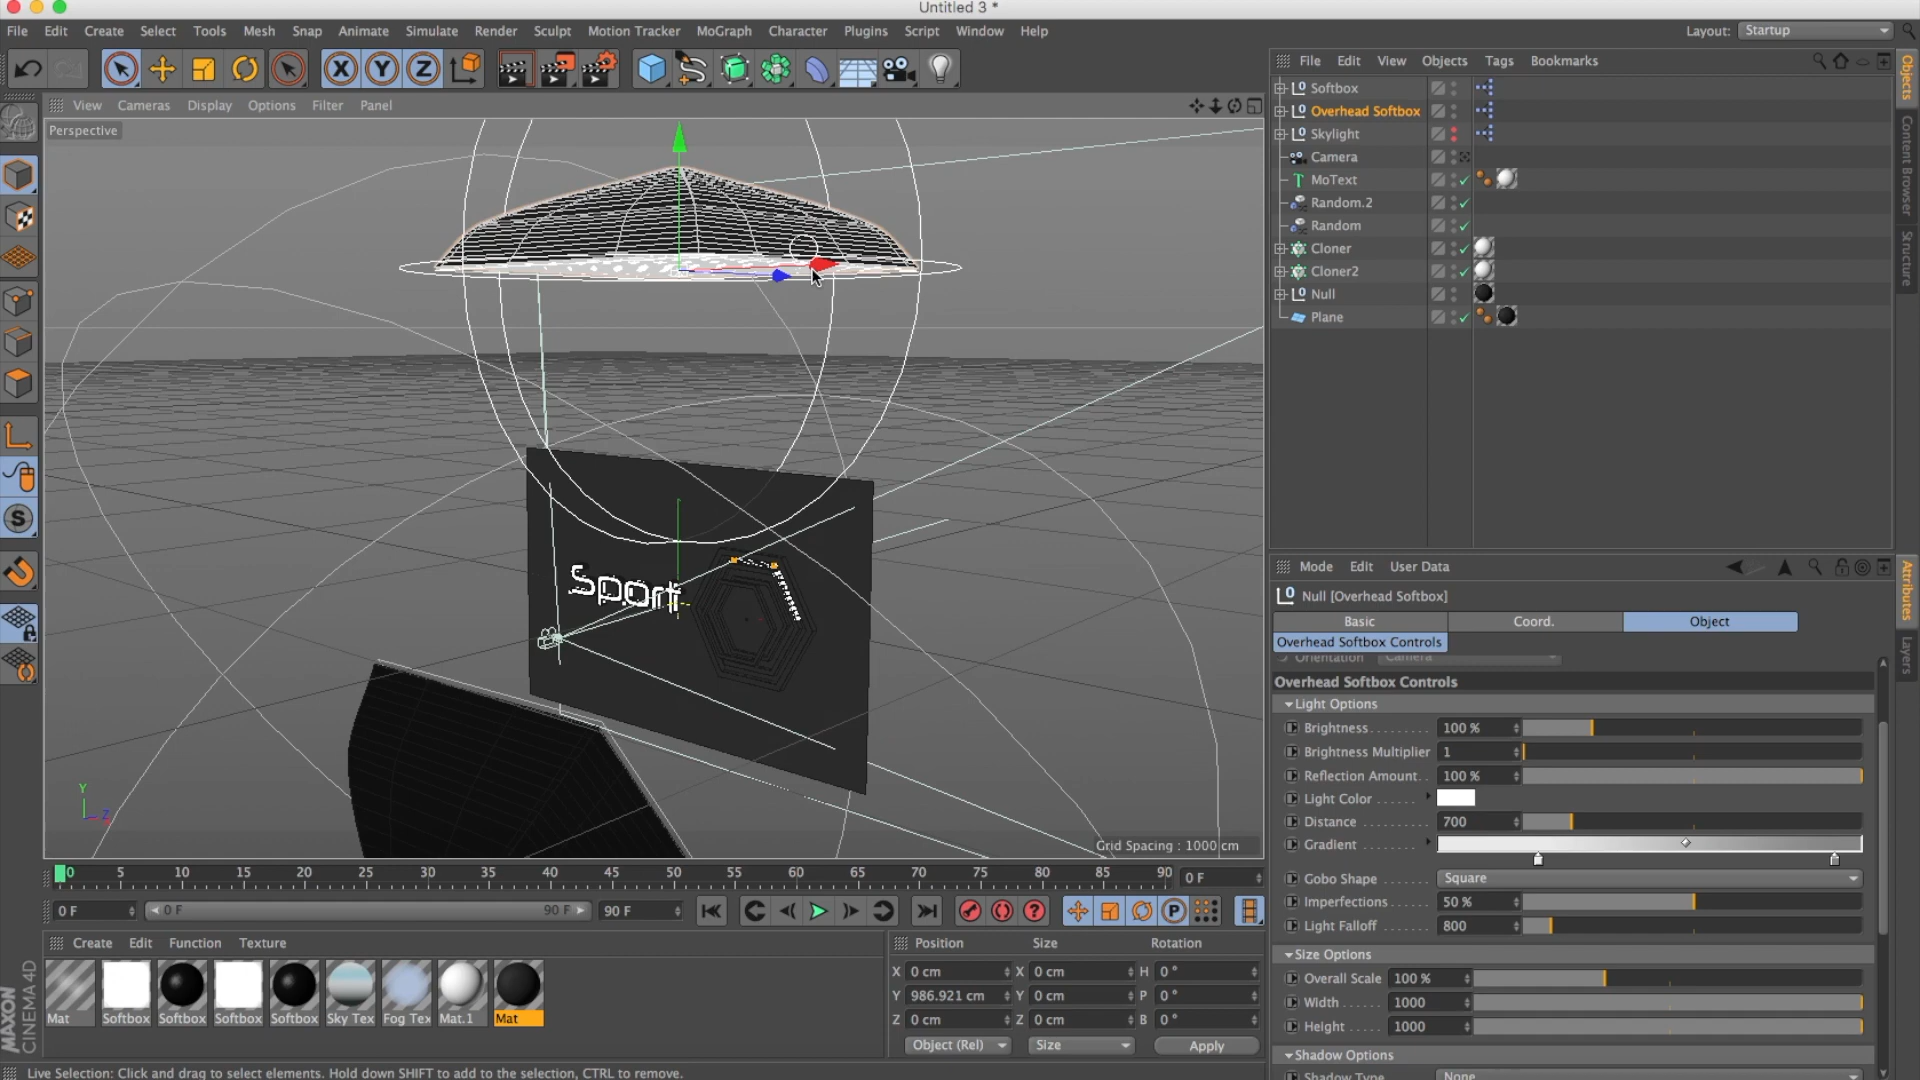 Untitled 3 *
File Edit Create Select Tools Mesh Snap Animate Simulate Render Sculpt Motion Tracker MoGraph Character Plugins Script Window Help Layout: Startup
X Y Z
File Edit View Objects Tags Bookmarks
View Cameras Display Options Filter Panel
Perspective
Softbox
Overhead Softbox
Skylight
Camera
MoText
Random.2
Random
Cloner
Cloner2
Null
Plane
Objects
Content Browser
Structure
Sport
Y
Z
Grid Spacing : 1000 cm
Mode Edit User Data
Null [Overhead Softbox]
Basic Coord. Object
Overhead Softbox Controls
Orientation Camera
Overhead Softbox Controls
Light Options
Brightness 100 %
Brightness Multiplier 1
Reflection Amount 100 %
Light Color
Distance 700
Gradient
Gobo Shape Square
Imperfections 50 %
Light Falloff 800
Size Options
Overall Scale 100 %
Width 1000
Height 1000
Shadow Options
Shadow Type None
Attributes
Layers
0 5 10 15 20 25 30 35 40 45 50 55 60 65 70 75 80 85 90 0 F
0 F 0 F 90 F 90 F
Create Edit Function Texture
Mat Softbox Softbox Softbox Softbox Sky Tex Fog Tex Mat.1 Mat
Position Size Rotation
X 0 cm X 0 cm H 0 °
Y 986.921 cm Y 0 cm P 0 °
Z 0 cm Z 0 cm B 0 °
Object (Rel) Size Apply
MAXON
CINEMA 4D
Live Selection: Click and drag to select elements. Hold down SHIFT to add to the selection, CTRL to remove.